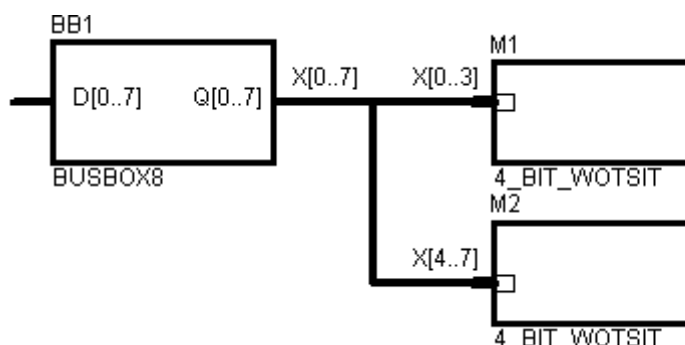 BB1
D[0..7] Q[0..7]
BUSBOX8
X[0..7]
X[0..3]
M1
4_BIT_WOTSIT
M2
X[4..7]
4_BIT_WOTSIT